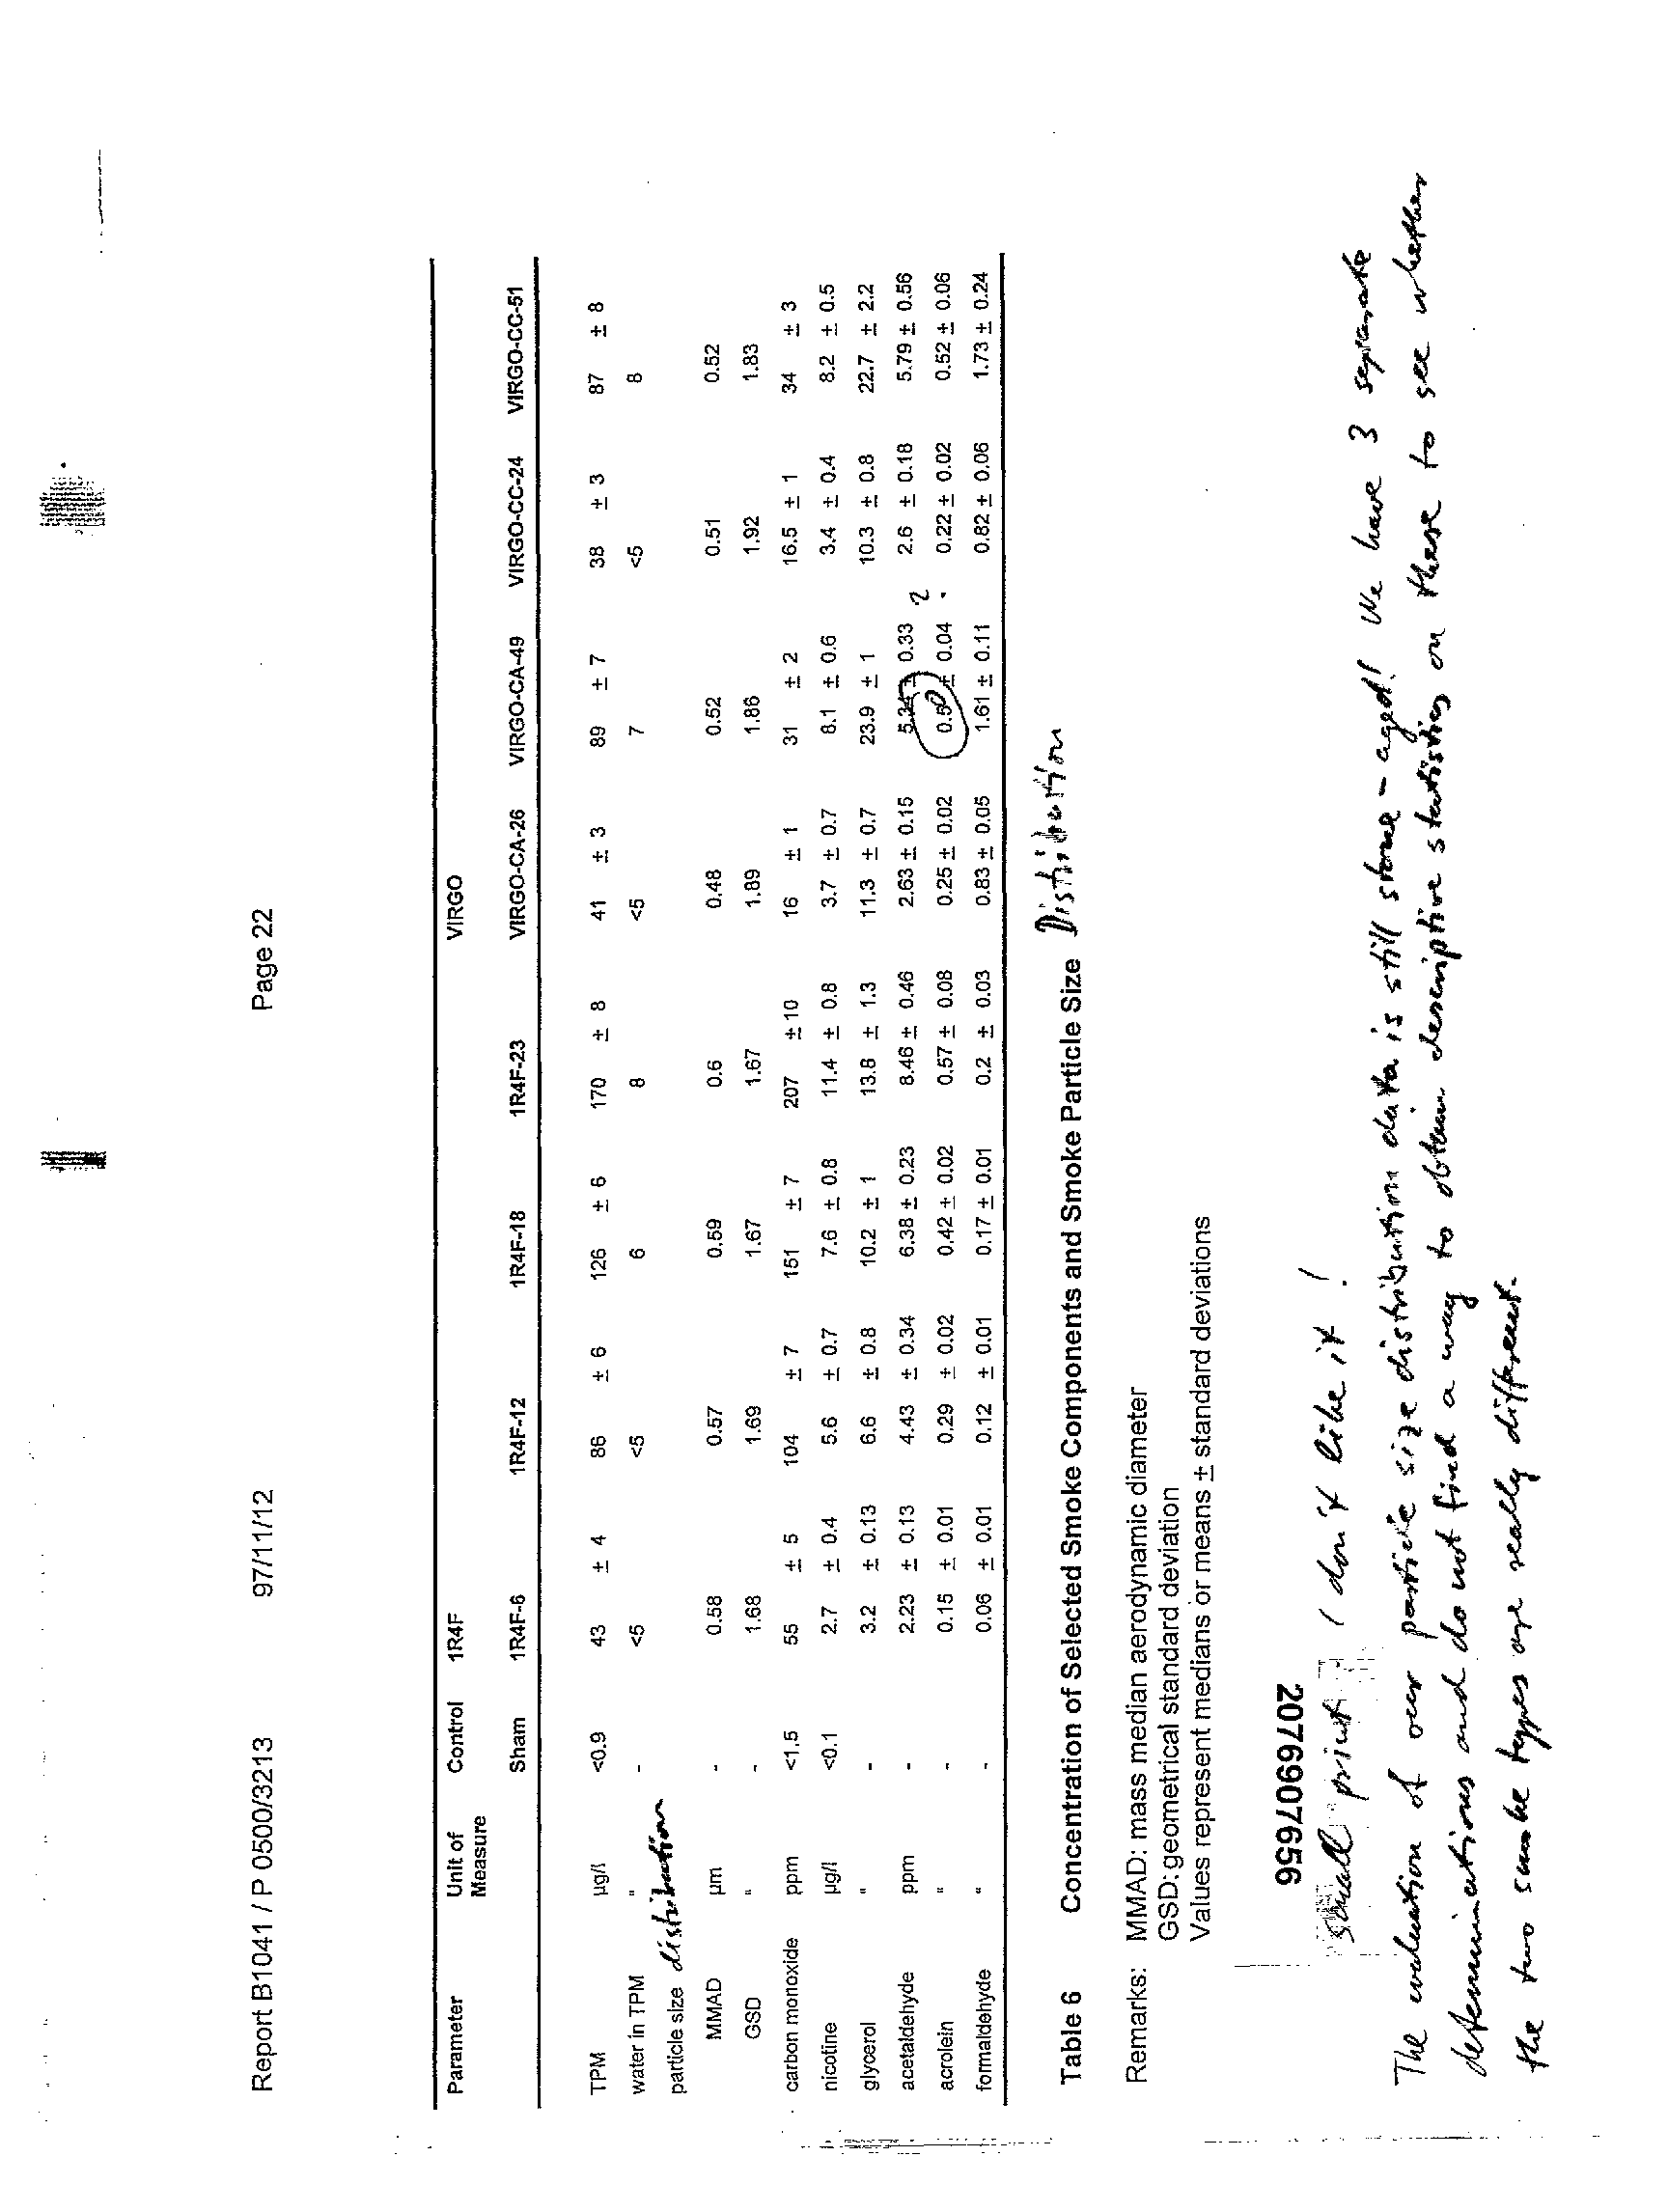 Report B1041 / P 0500/3213 97/11/12 Page 22
Parameter Unit of Measure Control 1R4F VIRGO
Sham 1R4F-6 1R4F-12 1R4F-18 1R4F-23 VIRGO-CA-26 VIRGO-CA-49 VIRGO-CC-24 VIRGO-CC-51
TPM µg/l <0.9 43 ± 4 86 ± 6 126 ± 6 170 ± 8 41 ± 3 89 ± 7 38 ± 3 87 ± 8
water in TPM " - <5 <5 6 8 <5 7 <5 8
particle size distribution
MMAD µm - 0.58 0.57 0.59 0.6 0.48 0.52 0.51 0.52
GSD " - 1.68 1.69 1.67 1.67 1.89 1.86 1.92 1.83
carbon monoxide ppm <1.5 55 ± 5 104 ± 7 151 ± 7 207 ± 10 16 ± 1 31 ± 2 16.5 ± 1 34 ± 3
nicotine µg/l <0.1 2.7 ± 0.4 5.6 ± 0.7 7.6 ± 0.8 11.4 ± 0.8 3.7 ± 0.7 8.1 ± 0.6 3.4 ± 0.4 8.2 ± 0.5
glycerol " - 3.2 ± 0.13 6.6 ± 0.8 10.2 ± 1 13.8 ± 1.3 11.3 ± 0.7 23.9 ± 1 10.3 ± 0.8 22.7 ± 2.2
acetaldehyde ppm - 2.23 ± 0.13 4.43 ± 0.34 6.38 ± 0.23 8.46 ± 0.46 2.63 ± 0.15 5.34 ± 0.33 2.6 ± 0.18 5.79 ± 0.56
acrolein " - 0.15 ± 0.01 0.29 ± 0.02 0.42 ± 0.02 0.57 ± 0.08 0.25 ± 0.02 0.50 ± 0.04 ? 0.22 ± 0.02 0.52 ± 0.06
formaldehyde " - 0.06 ± 0.01 0.12 ± 0.01 0.17 ± 0.01 0.2 ± 0.03 0.83 ± 0.05 1.61 ± 0.11 0.82 ± 0.06 1.73 ± 0.24
Table 6 Concentration of Selected Smoke Components and Smoke Particle Size Distribution
Remarks: MMAD: mass median aerodynamic diameter
GSD: geometrical standard deviation
Values represent medians or means ± standard deviations
2076907656
small print I don't like it!
The evaluation of our particle size distribution data is still stone-aged! We have 3 separate
determinations and do not find a way to obtain descriptive statistics on these to see whether
the two smoke types are really different.